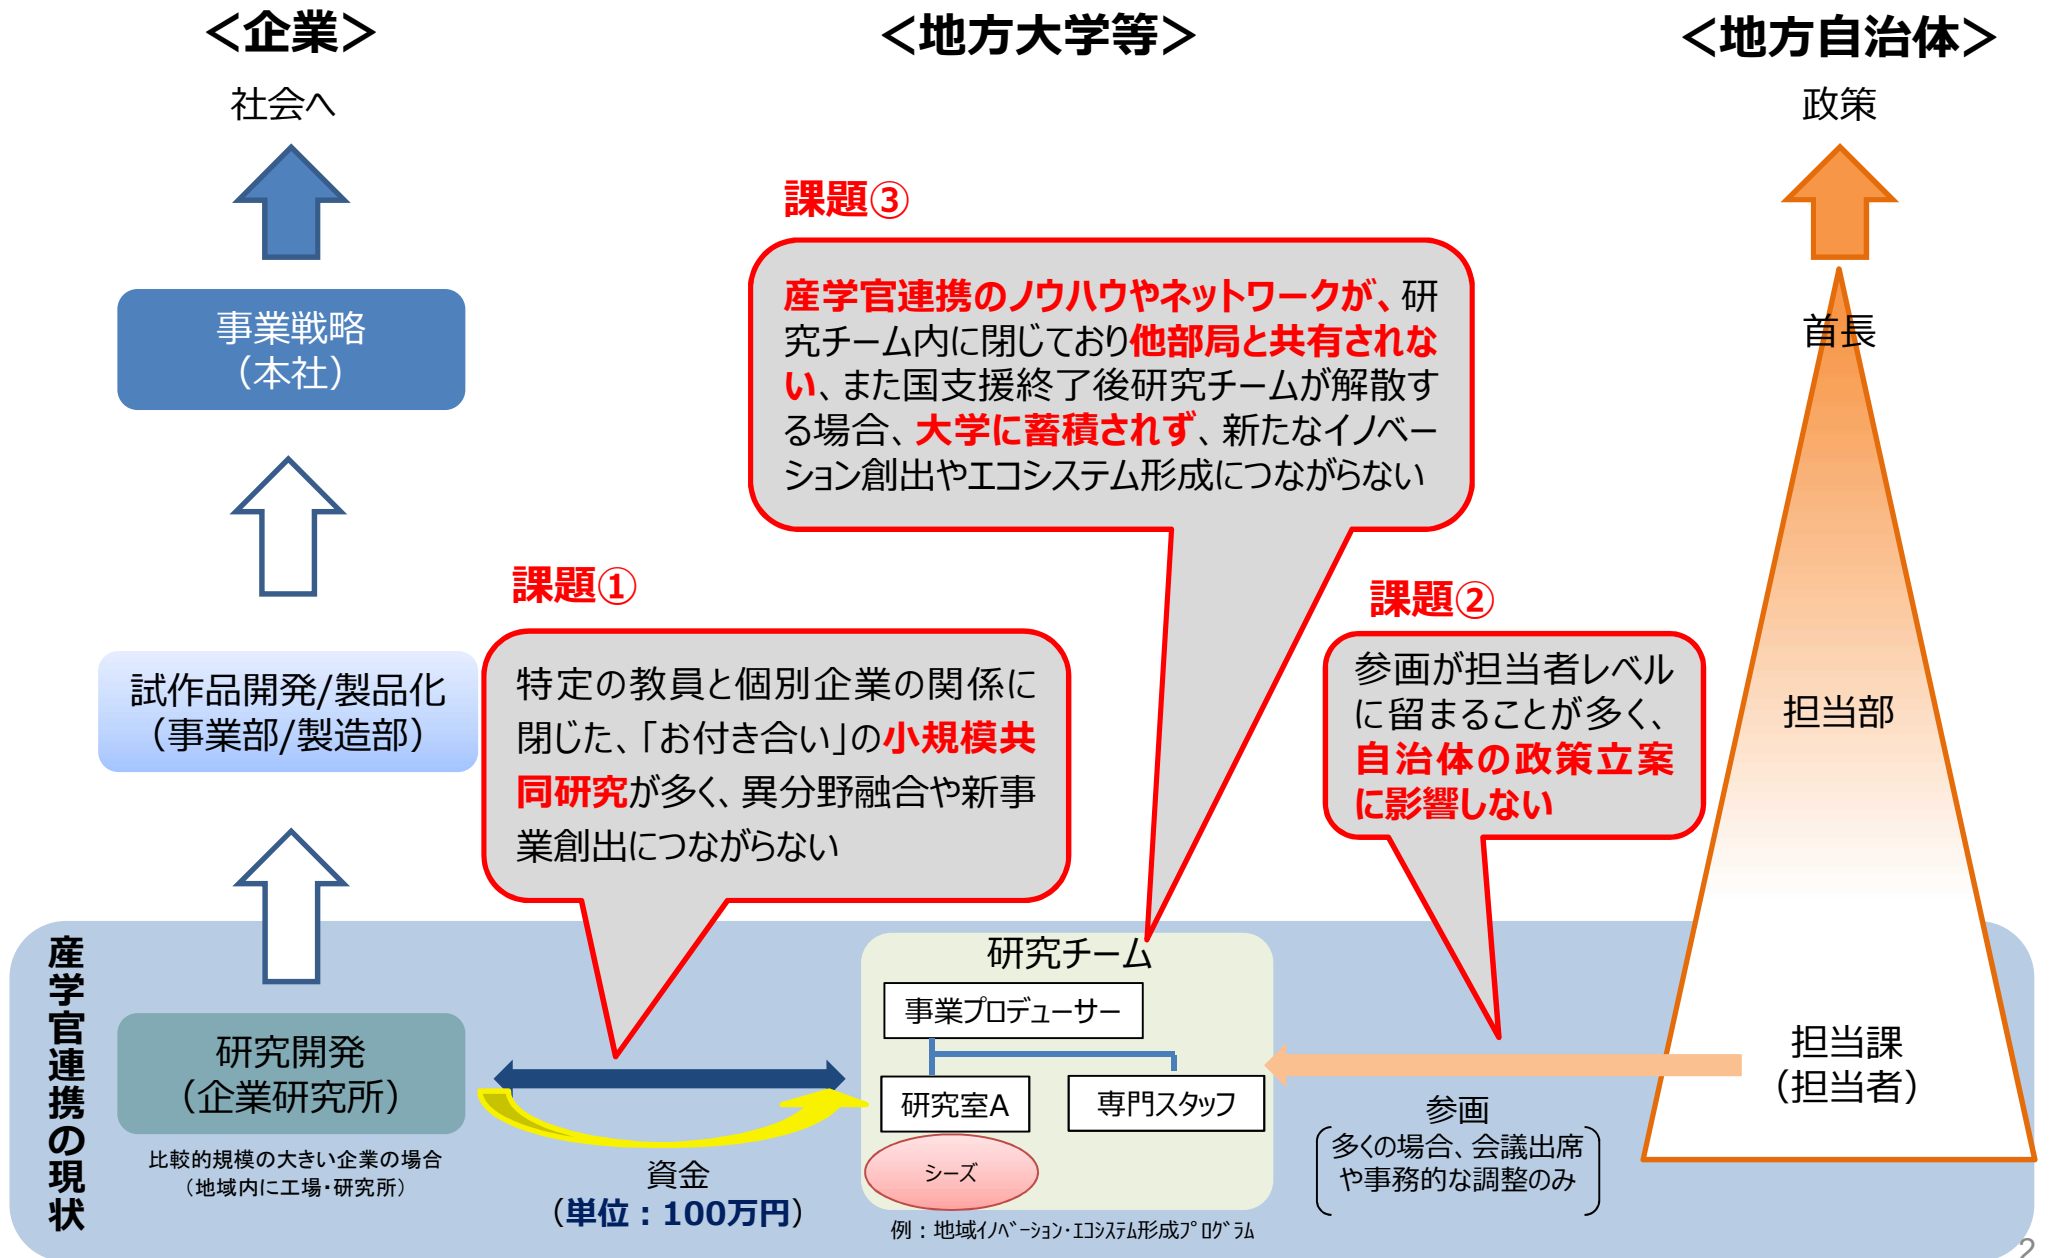 ＜企業＞
＜地方大学等＞
＜地方自治体＞
社会へ
政策
事業戦略
（本社）
試作品開発/製品化
（事業部/製造部）
課題③
産学官連携のノウハウやネットワークが、研
究チーム内に閉じており他部局と共有されな
い、また国支援終了後研究チームが解散す
る場合、大学に蓄積されず、新たなイノベー
ション創出やエコシステム形成につながらない
課題①
特定の教員と個別企業の関係に
閉じた、「お付き合い」の小規模共
同研究が多く、異分野融合や新事
業創出につながらない
課題②
参画が担当者レベル
に留まることが多く、
自治体の政策立案
に影響しない
首長
担当部
担当課
（担当者）
産学官連携の現状
研究開発
（企業研究所）
比較的規模の大きい企業の場合
（地域内に工場・研究所）
資金
（単位：100万円）
研究チーム
事業プロデューサー
研究室A
専門スタッフ
シーズ
例：地域ｲﾉﾍﾞｰｼｮﾝ･ｴｺｼｽﾃﾑ形成ﾌﾟﾛｸﾞﾗﾑ
参画
多くの場合、会議出席
や事務的な調整のみ
2